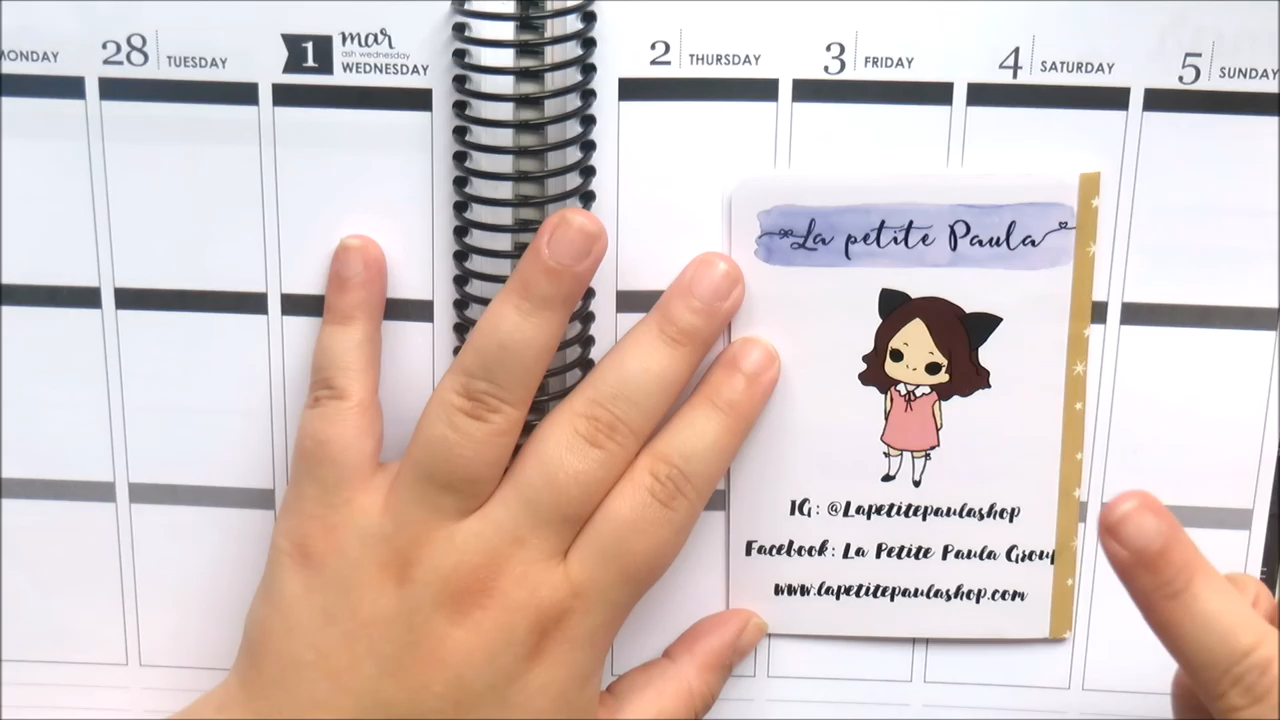 MONDAY
28 TUESDAY
1 mar
ash wednesday
WEDNESDAY
2 THURSDAY
3 FRIDAY
4 SATURDAY
5 SUNDAY
La petite Paula
IG: @Lapetitepaulashop
Facebook: La Petite Paula Group
www.lapetitepaulashop.com